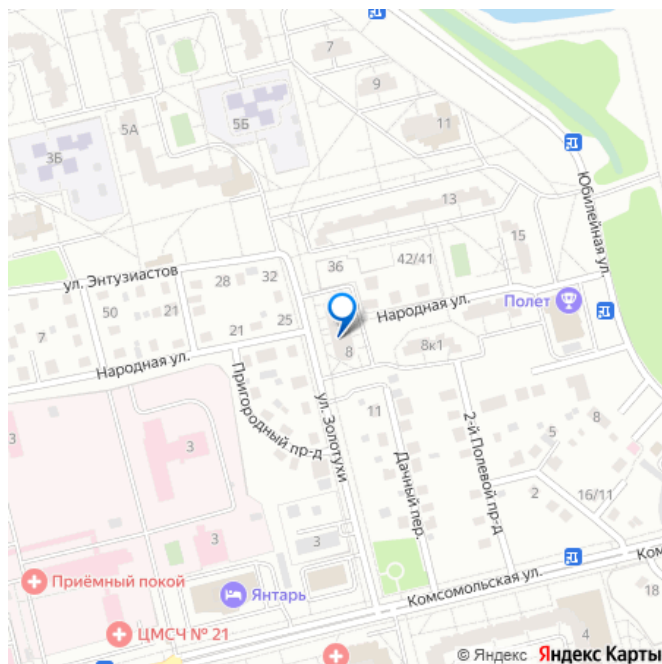 7
9
5А
5Б
11
3Б
13
15
Юбилейная ул.
36
42/41
ул. Энтузиастов
28
32
Народная ул.
Полет
50
21
25
7
21
8
8к1
Народная ул.
Пригородный пр-д
ул. Золотухи
11
Дачный пер.
2-й Полевой пр-д
8
5
3
3
2
16/11
3
3
Приёмный покой
Янтарь
Комсомольская ул.
Ко
18
ЦМСЧ № 21
4
© Яндекс Яндекс Карты